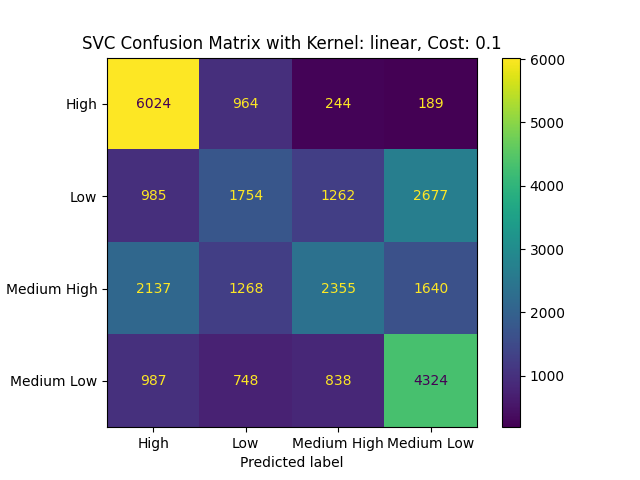 SVC Confusion Matrix with Kernel: linear, Cost: 0.1
High 6024 964 244 189
Low 985 1754 1262 2677
Medium High 2137 1268 2355 1640
Medium Low 987 748 838 4324
High Low Medium High Medium Low
Predicted label
6000
5000
4000
3000
2000
1000